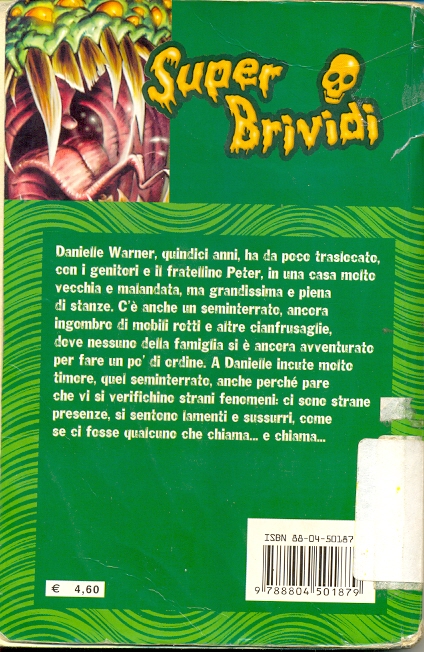 Super
Brividi
Danielle Warner, quindici anni, ha da poco traslocato,
con i genitori e il fratellino Peter, in una casa molto
vecchia e malandata, ma grandissima e piena
di stanze. C'è anche un seminterrato, ancora
ingombro di mobili rotti e altre cianfrusaglie,
dove nessuno della famiglia si è ancora avventurato
per fare un po' di ordine. A Danielle incute molto
timore, quel seminterrato, anche perché pare
che vi si verifichino strani fenomeni: ci sono strane
presenze, si sentono lamenti e sussurri, come
se ci fosse qualcuno che chiama... e chiama...
ISBN 88-04-50187
9 788804 501879
€ 4,60